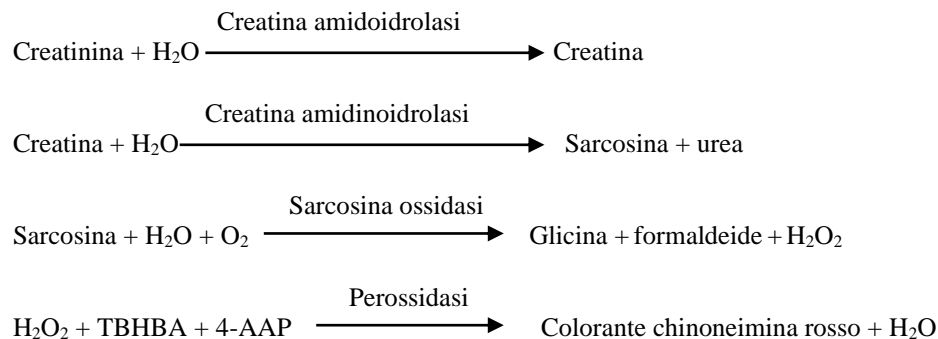 Creatina amidoidrolasi
Creatinina + H₂O Creatina
Creatina amidinoidrolasi
Creatina + H₂O Sarcosina + urea
Sarcosina ossidasi
Sarcosina + H₂O + O₂ Glicina + formaldeide + H₂O₂
Perossidasi
H₂O₂ + TBHBA + 4-AAP Colorante chinoneimina rosso + H₂O